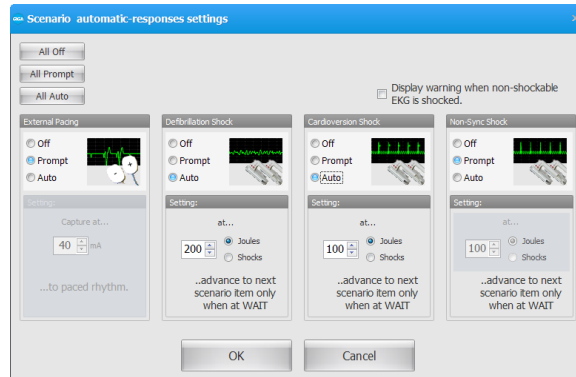 Scenario automatic-responses settings
All Off
All Prompt
All Auto
Display warning when non-shockable
EKG is shocked.
External Pacing
Off
Prompt
Auto
Setting:
Capture at...
40 mA
...to paced rhythm.
Defibrillation Shock
Off
Prompt
Auto
Setting:
at...
200 Joules
Shocks
..advance to next
scenario item only
when at WAIT
Cardioversion Shock
Off
Prompt
Auto
Setting:
at...
100 Joules
Shocks
..advance to next
scenario item only
when at WAIT
Non-Sync Shock
Off
Prompt
Auto
Setting:
at...
100 Joules
Shocks
..advance to next
scenario item only
when at WAIT
OK
Cancel